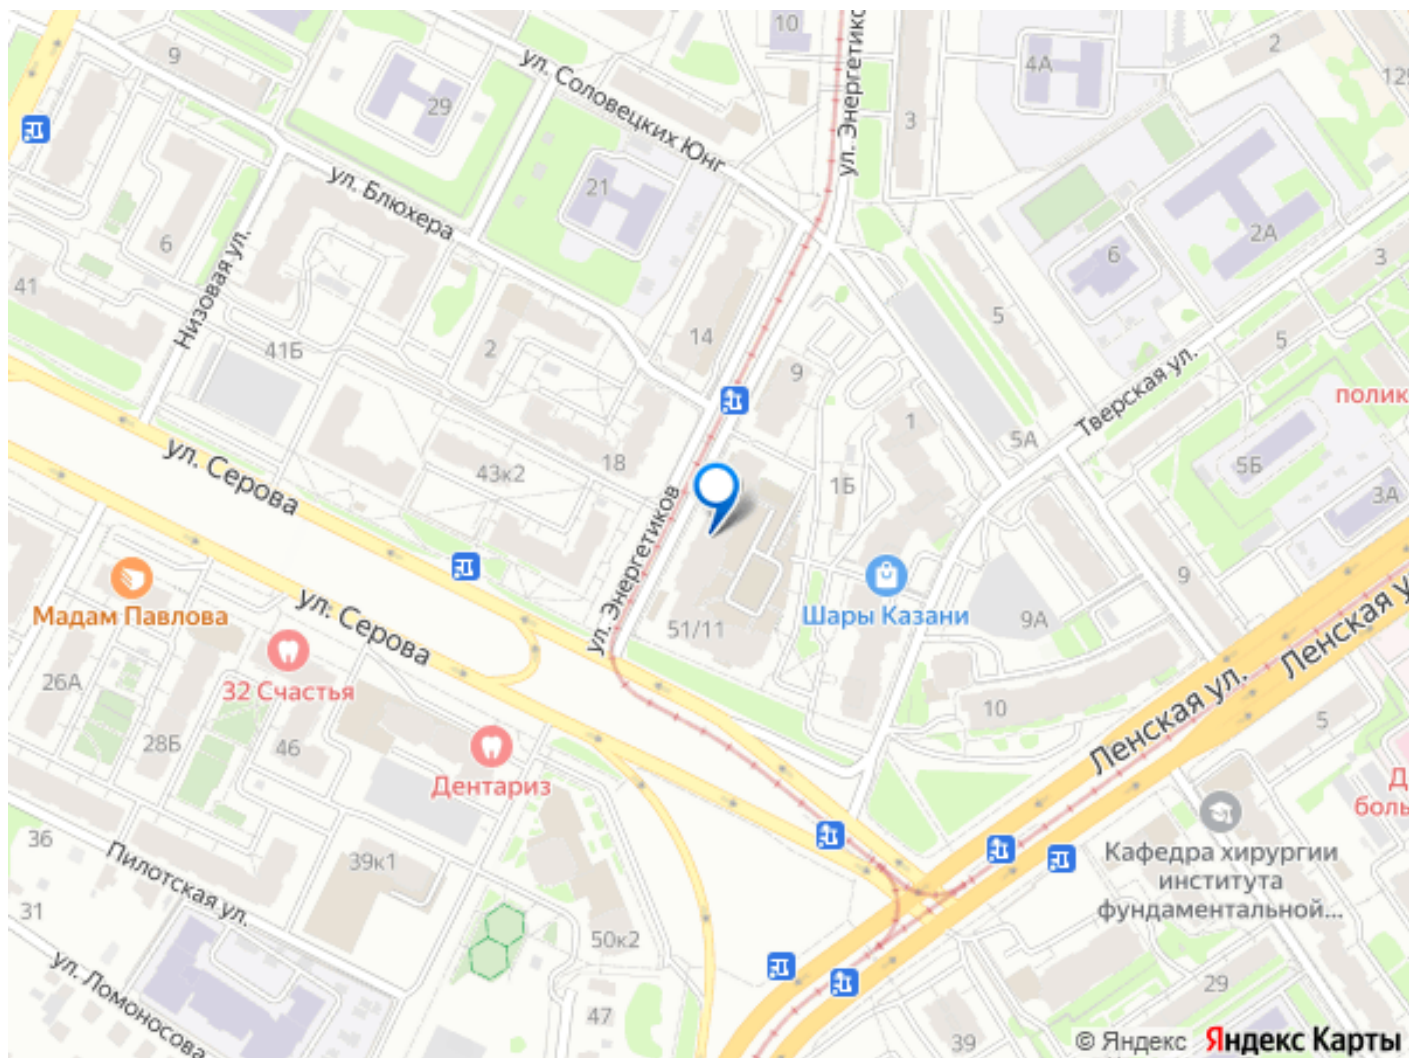 10
2
9
4А
129
29
ул. Соловецких Юнг
ул. Энергетико
3
21
ул. Блюхера
6
2А
6
3
Низовая ул.
41
5
14
41Б
2
9
5
Тверская ул.
полик
1
5А
18
43к2
5Б
1Б
3А
ул. Серова
ул. Энергетиков
9
Мадам Павлова
ул. Серова
Шары Казани
51/11
9А
Ленская у
26А
32 Счастья
10
Ленская ул.
5
28Б
46
Дентариз
Д
боль
36
39к1
Пилотская ул.
Кафедра хирургии
института
фундаментальной...
31
50к2
ул. Ломоносова
29
47
39
© Яндекс Яндекс Карты